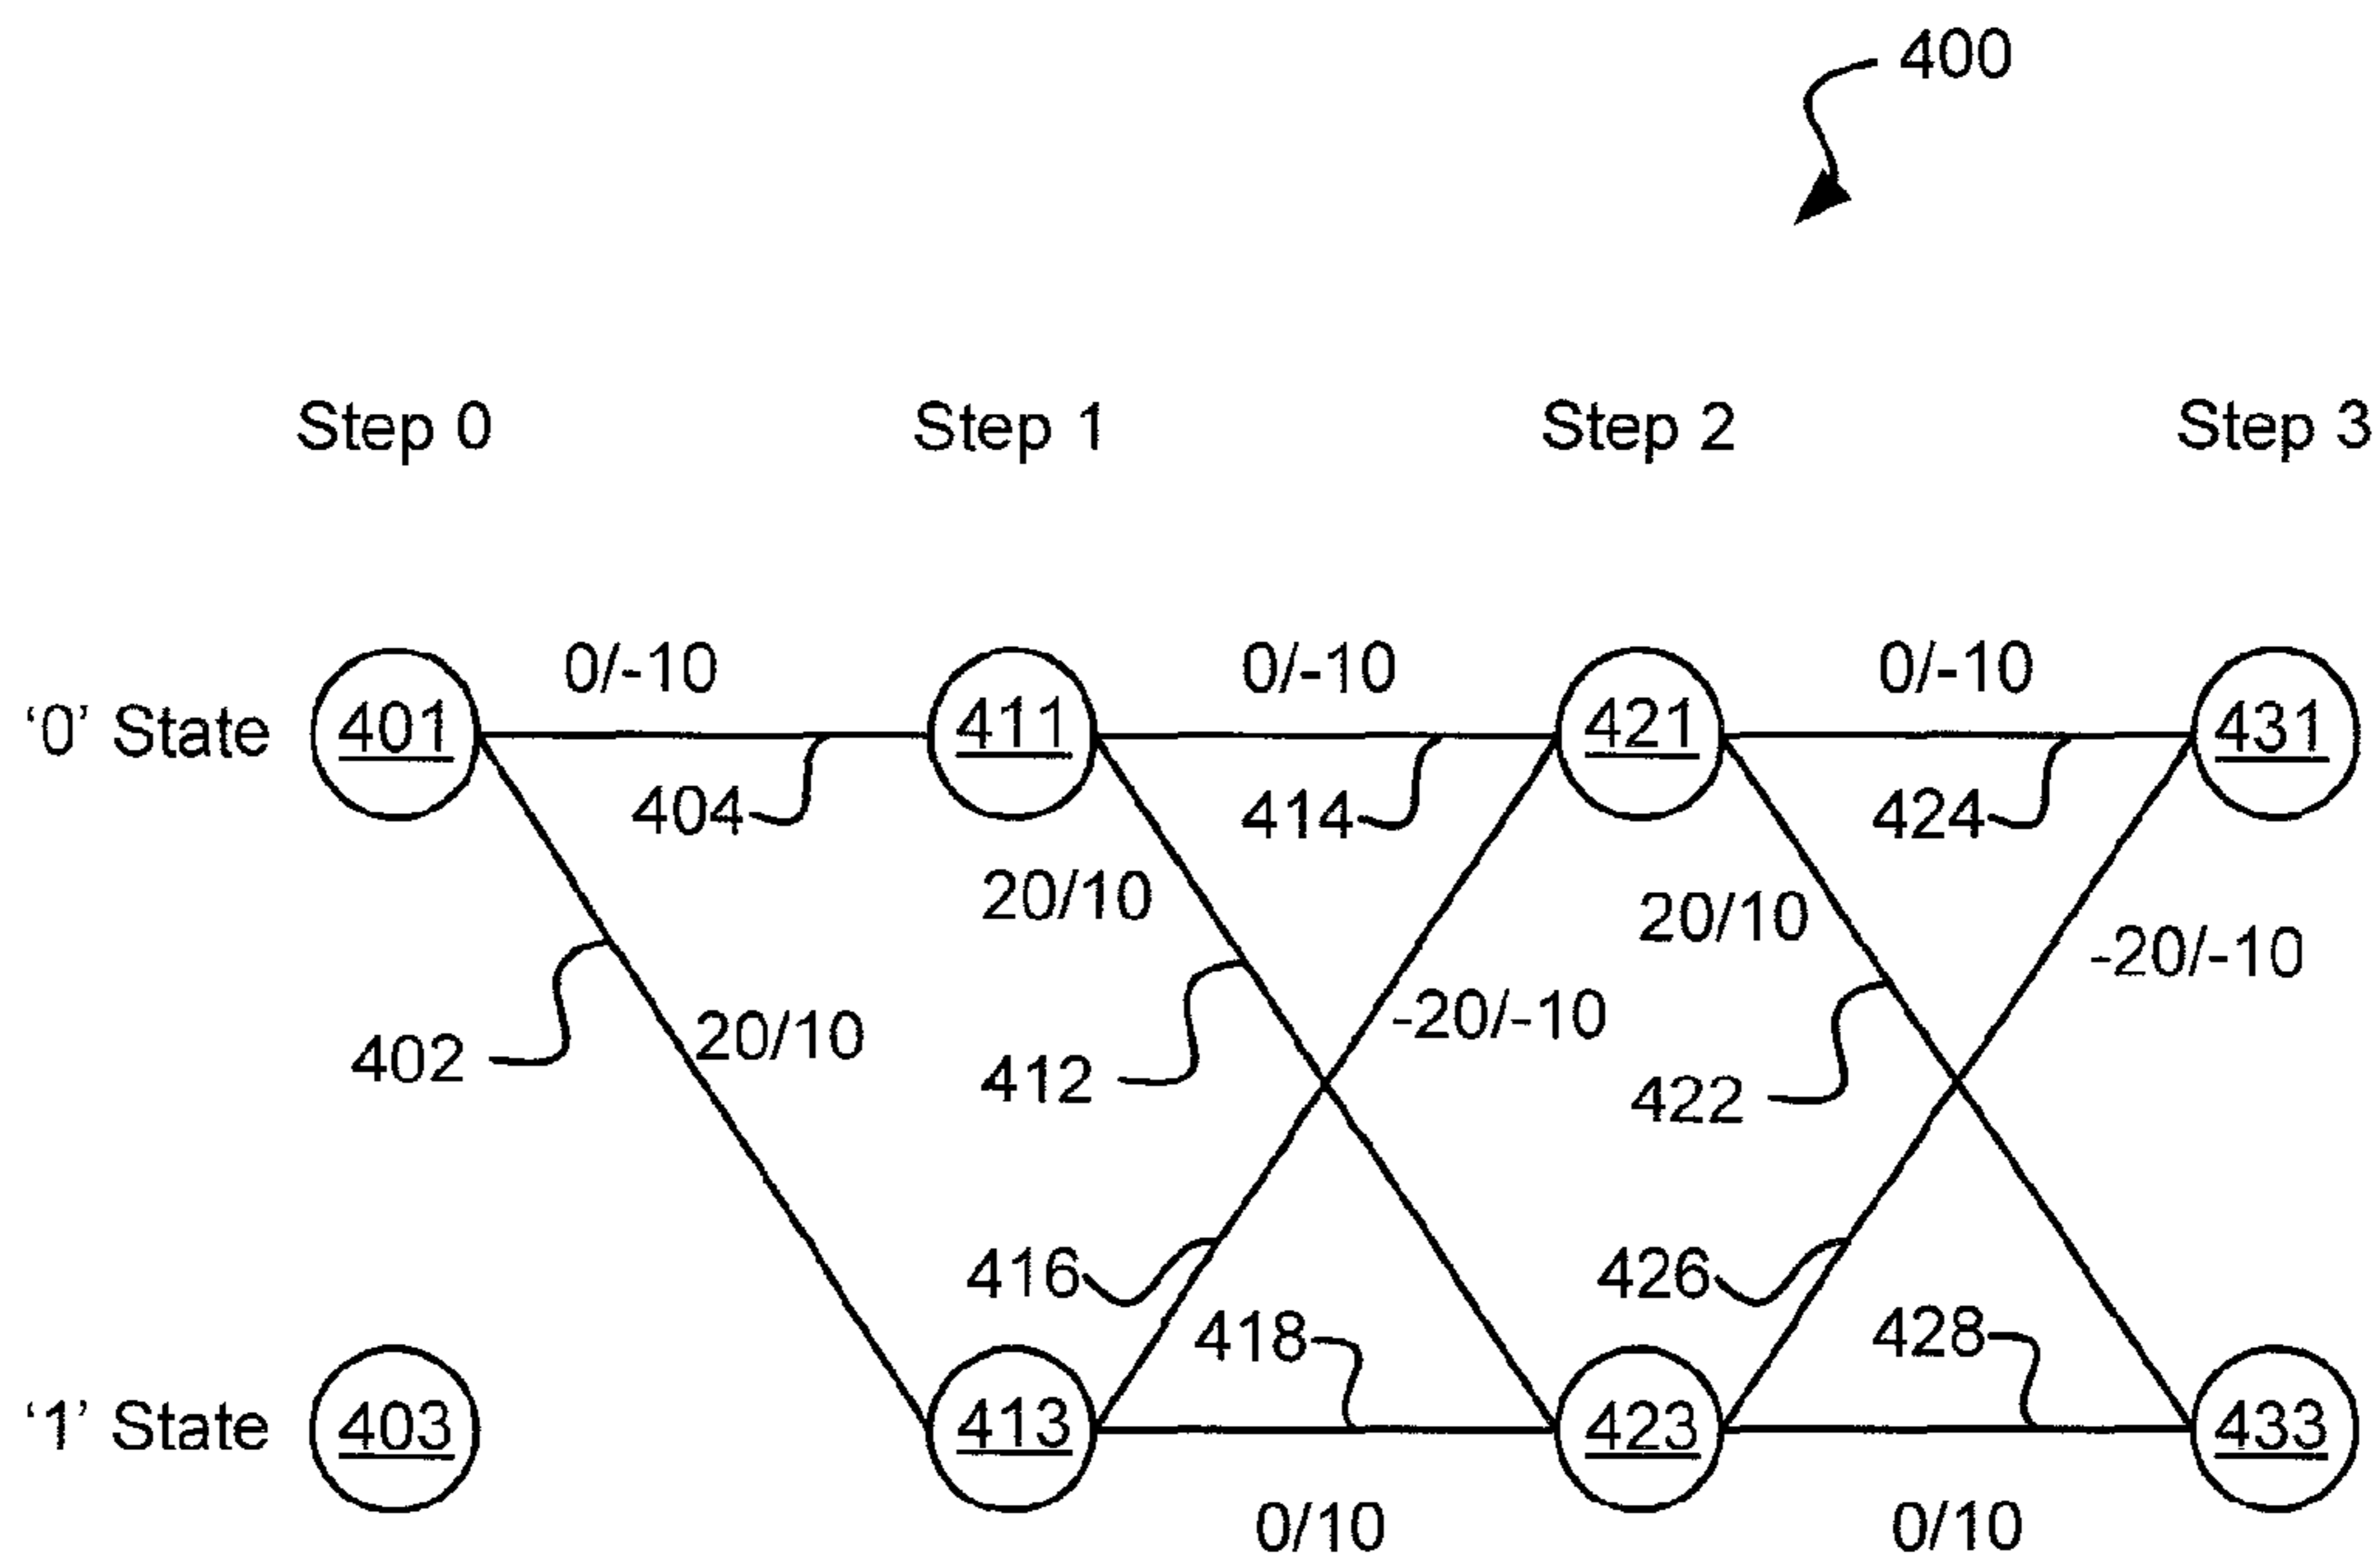 400
Step 0 Step 1 Step 2 Step 3
0/-10 0/-10 0/-10
'0' State 401 411 421 431
404 414 424
20/10 20/10
-20/-10
402 20/10 412 -20/-10 422
416 426
418 428
'1' State 403 413 423 433
0/10 0/10